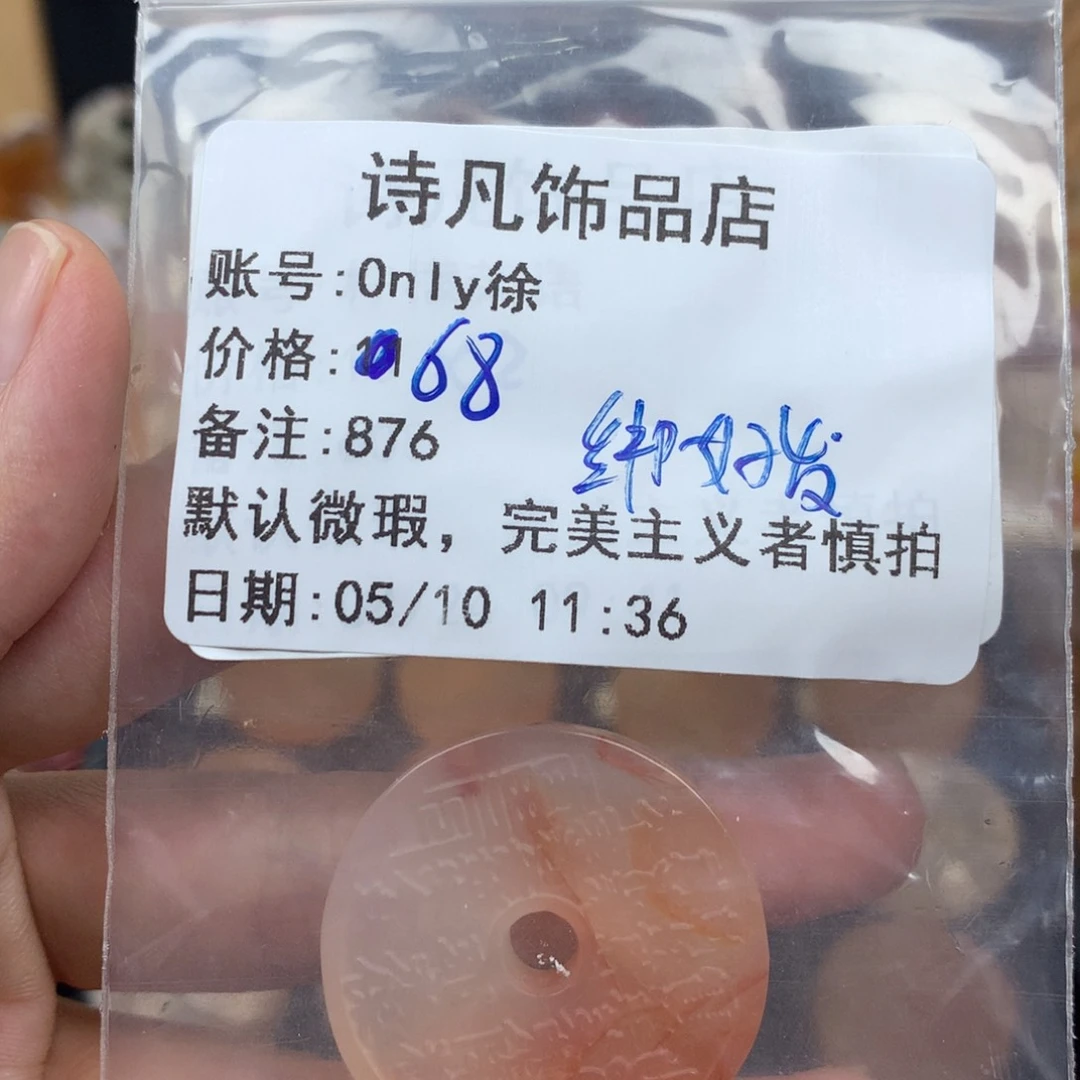 诗凡饰品店
账号:Only徐
价格:68
绑好发
备注:876
默认微瑕，完美主义者慎拍
日期:05/10 11:36